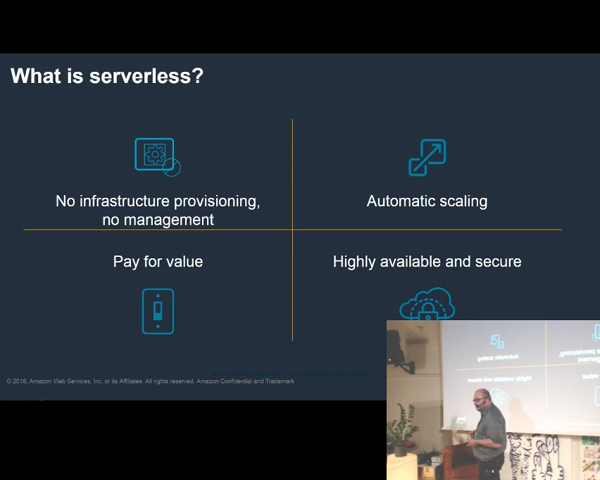 What is serverless?
No infrastructure provisioning,
no management
Automatic scaling
Pay for value
Highly available and secure
© 2019, Amazon Web Services, Inc. or its Affiliates. All rights reserved. Amazon Confidential and Trademark